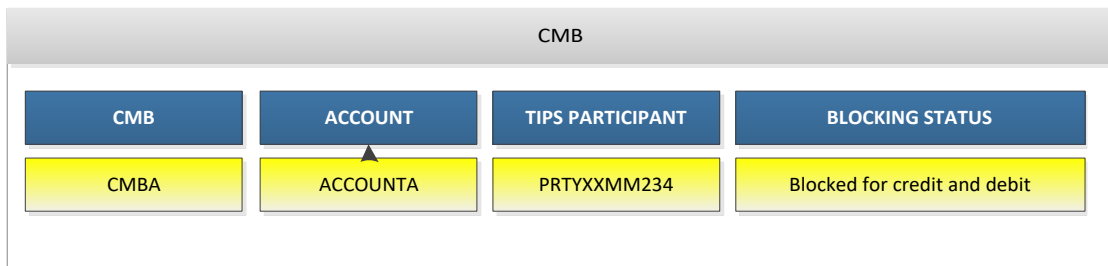 CMB
CMB ACCOUNT TIPS PARTICIPANT BLOCKING STATUS
CMBA ACCOUNTA PRTYXXMM234 Blocked for credit and debit